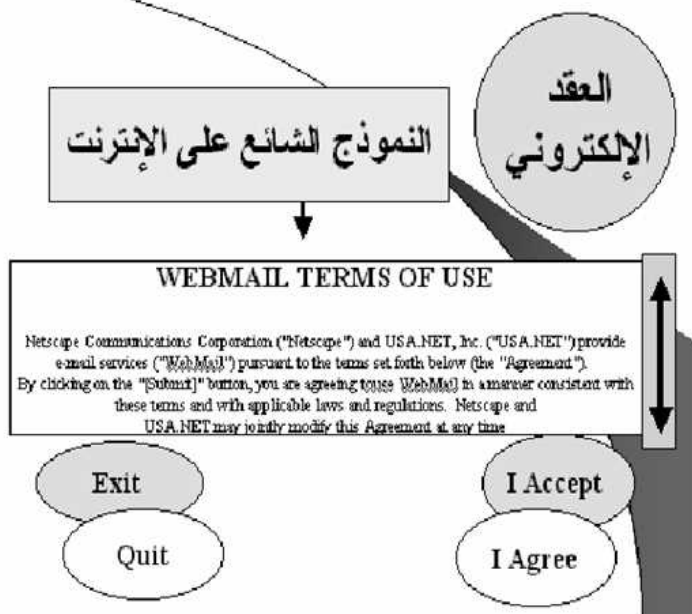 العقد
الإلكتروني
النموذج الشائع على الإنترنت
WEBMAIL TERMS OF USE
Netscape Communications Corporation ("Netscape") and USA.NET, Inc. ("USA.NET") provide
e-mail services ("WebMail") pursuant to the terms set forth below (the "Agreement").
By clicking on the "[Submit]" button, you are agreeing touse WebMail in a manner consistent with
these terms and with applicable laws and regulations. Netscape and
USA.NET may jointly modify this Agreement at any time
Exit
I Accept
Quit
I Agree